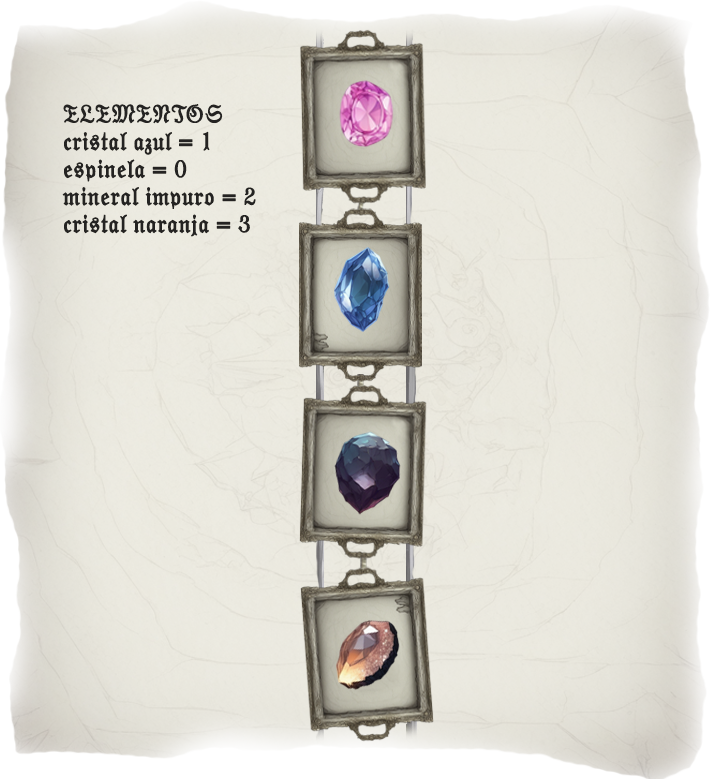 ELEMENTOS
cristal azul = 1
espinela = 0
mineral impuro = 2
cristal naranja = 3